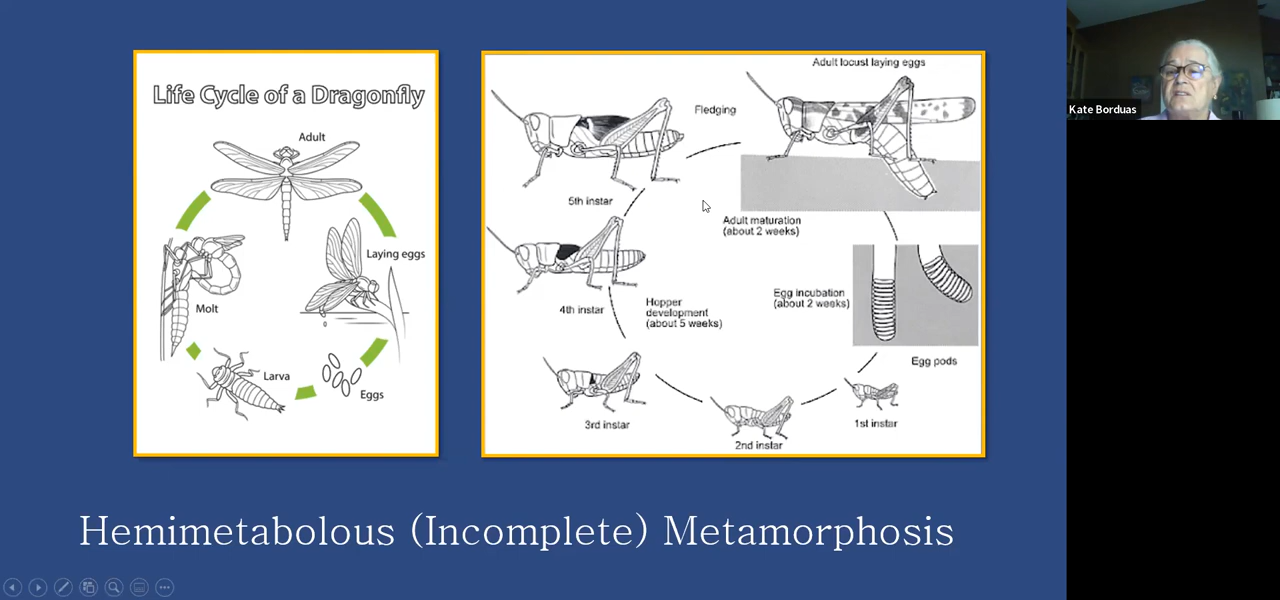 Life Cycle of a Dragonfly
Adult
Laying eggs
Molt
Larva
Eggs
Adult locust laying eggs
Fledging
5th instar
Adult maturation
(about 2 weeks)
4th instar
Hopper
development
(about 5 weeks)
Egg incubation
(about 2 weeks)
Egg pods
3rd instar
2nd instar
1st instar
Hemimetabolous (Incomplete) Metamorphosis
Kate Borduas